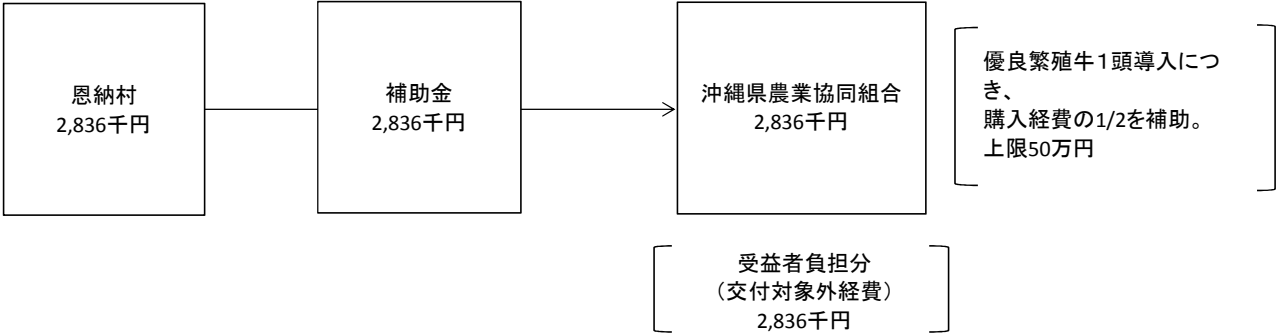 恩納村
2,836千円
補助金
2,836千円
沖縄県農業協同組合
2,836千円
優良繁殖牛１頭導入につ
き、
購入経費の1/2を補助。
上限50万円
受益者負担分
（交付対象外経費）
2,836千円